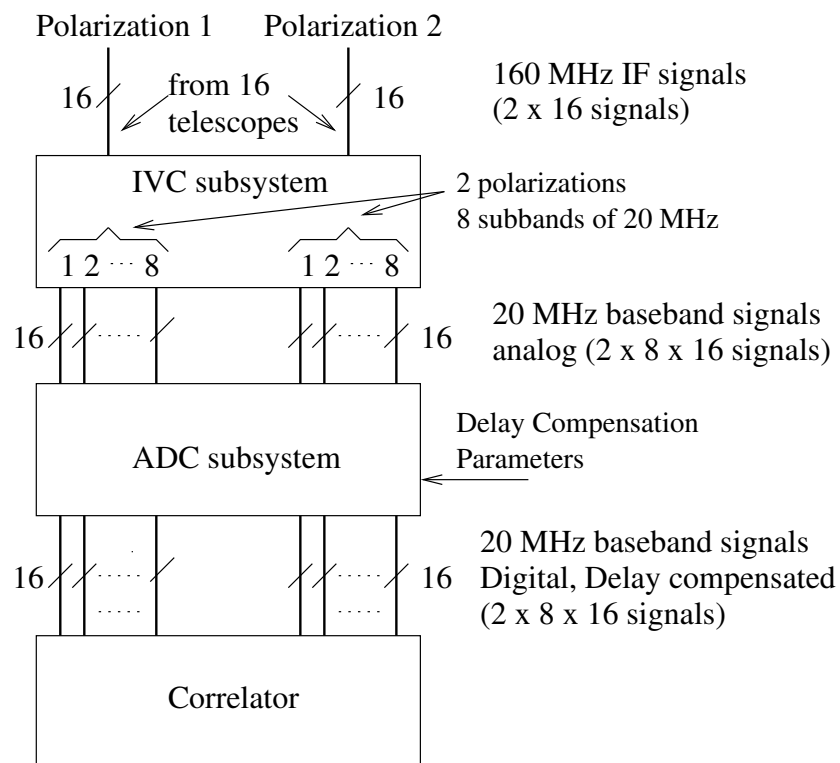 Polarization 1
Polarization 2
16
from 16
telescopes
16
160 MHz IF signals
(2 x 16 signals)
IVC subsystem
2 polarizations
8 subbands of 20 MHz
1 2 ···· 8
1 2 ···· 8
16
16
20 MHz baseband signals
analog (2 x 8 x 16 signals)
ADC subsystem
Delay Compensation
Parameters
16
16
20 MHz baseband signals
Digital, Delay compensated
(2 x 8 x 16 signals)
Correlator